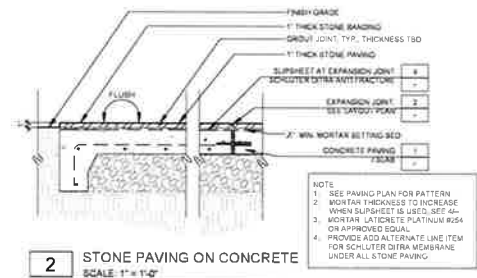 FINISH GRADE
1" THICK STONE BANDING
GROUT JOINT, TYP., THICKNESS TBD
1" THICK STONE PAVING
SLIPSHEET AT EXPANSION JOINT.
SCHLUTER DITRA ANTI FRACTURE
4
-
FLUSH
EXPANSION JOINT.
SEE LAYOUT PLAN
2
-
MIN. MORTAR SETTING BED
CONCRETE PAVING
/ SLAB
1
-
NOTE
1. SEE PAVING PLAN FOR PATTERN
2. MORTAR THICKNESS TO INCREASE
WHEN SLIPSHEET IS USED, SEE 4/--
3. MORTAR LATICRETE PLATINUM #254
OR APPROVED EQUAL
4. PROVIDE ADD ALTERNATE LINE ITEM
FOR SCHLUTER DITRA MEMBRANE
UNDER ALL STONE PAVING
2 STONE PAVING ON CONCRETE
SCALE: 1" = 1'-0"